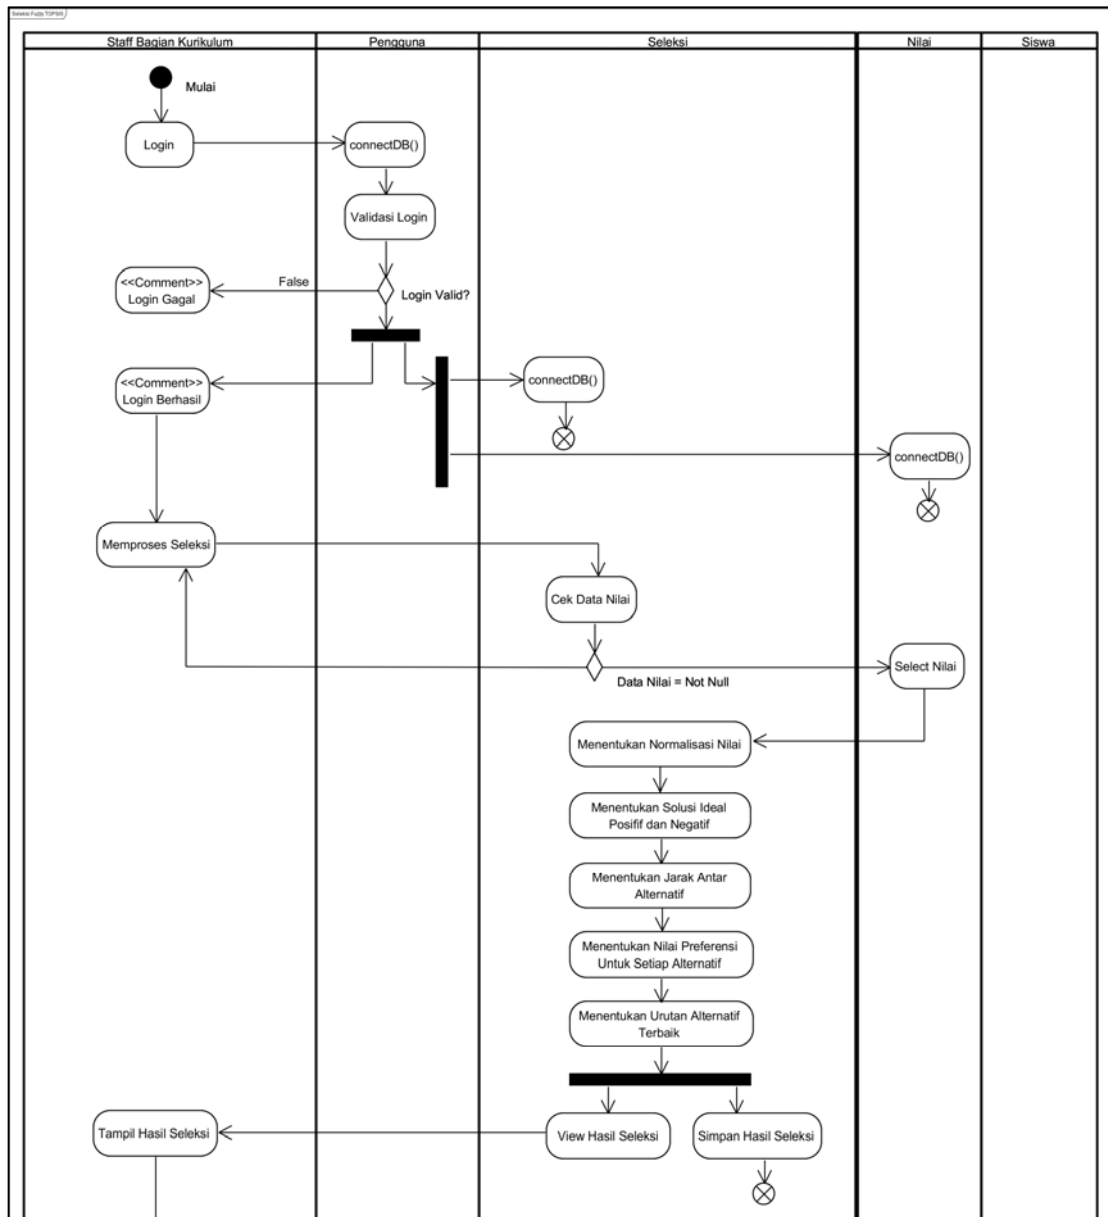 Seleksi Fuzzy TOPSIS
Staff Bagian Kurikulum
Pengguna
Seleksi
Nilai
Siswa
Mulai
Login
connectDB()
Validasi Login
<<Comment>>
Login Gagal
False
Login Valid?
<<Comment>>
Login Berhasil
connectDB()
connectDB()
Memproses Seleksi
Cek Data Nilai
Data Nilai = Not Null
Select Nilai
Menentukan Normalisasi Nilai
Menentukan Solusi Ideal
Posifif dan Negatif
Menentukan Jarak Antar
Alternatif
Menentukan Nilai Preferensi
Untuk Setiap Alternatif
Menentukan Urutan Alternatif
Terbaik
Tampil Hasil Seleksi
View Hasil Seleksi
Simpan Hasil Seleksi